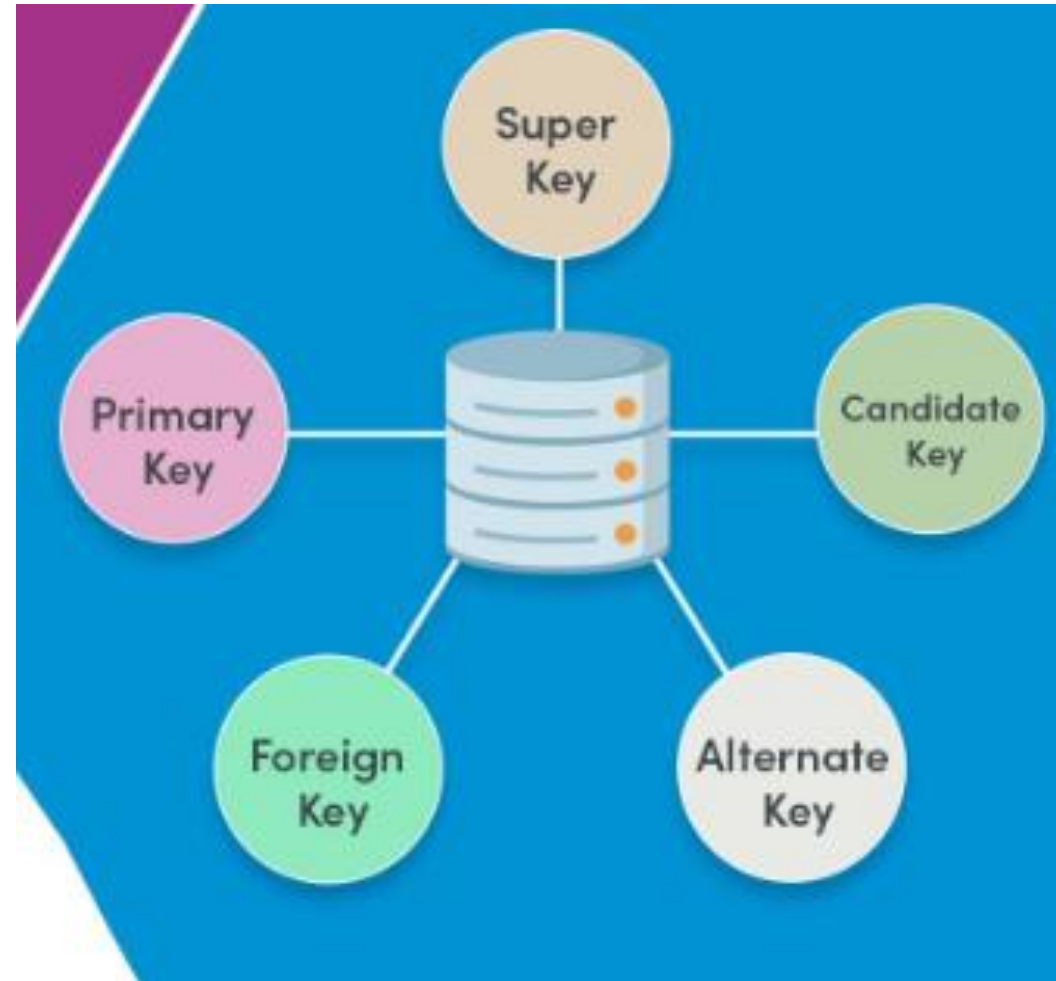 Super
Key
Primary
Key
Candidate
Key
Foreign
Key
Alternate
Key